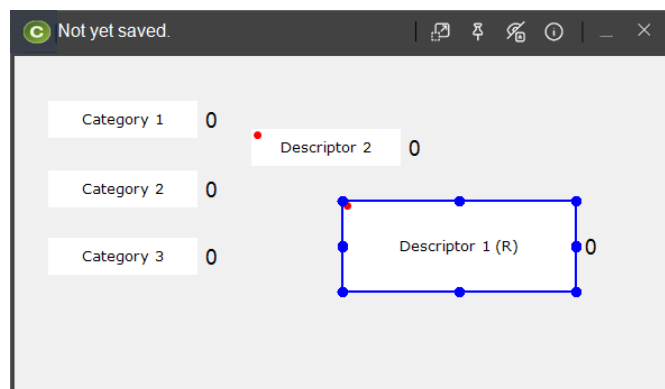 C Not yet saved.
Category 1 0
Descriptor 2 0
Category 2 0
Descriptor 1 (R) 0
Category 3 0